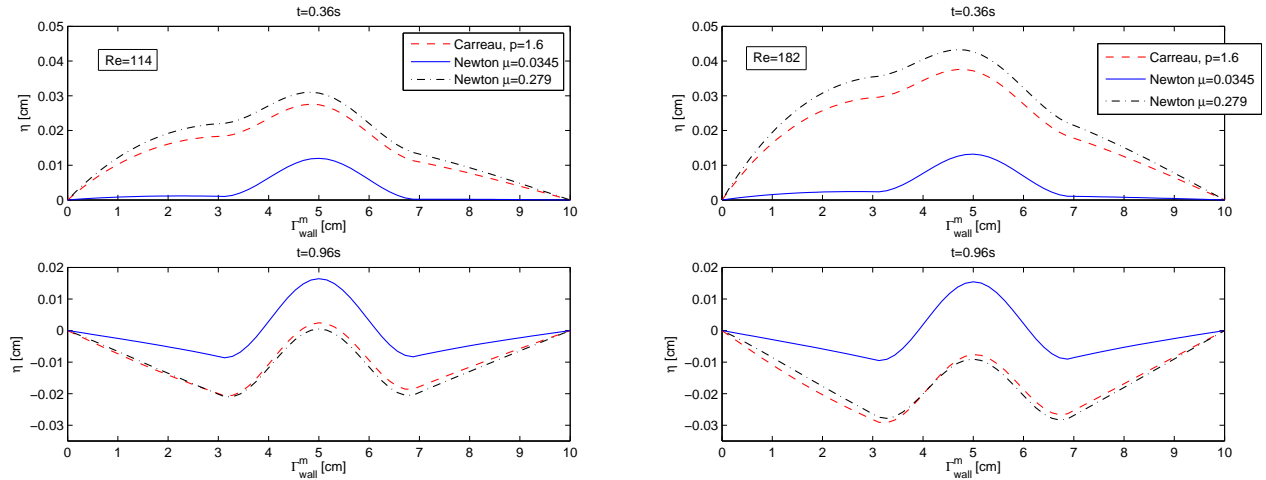 t=0.36s
0.05
0.04
0.03
0.02
0.01
0
η [cm]
Re=114
Carreau, p=1.6
Newton μ=0.0345
Newton μ=0.279
0 1 2 3 4 5 6 7 8 9 10
Γ^m_wall [cm]
t=0.96s
0.02
0.01
0
−0.01
−0.02
−0.03
η [cm]
0 1 2 3 4 5 6 7 8 9 10
Γ^m_wall [cm]
t=0.36s
0.05
0.04
0.03
0.02
0.01
0
η [cm]
Re=182
Carreau, p=1.6
Newton μ=0.0345
Newton μ=0.279
0 1 2 3 4 5 6 7 8 9 10
Γ^m_wall [cm]
t=0.96s
0.02
0.01
0
−0.01
−0.02
−0.03
η [cm]
0 1 2 3 4 5 6 7 8 9 10
Γ^m_wall [cm]